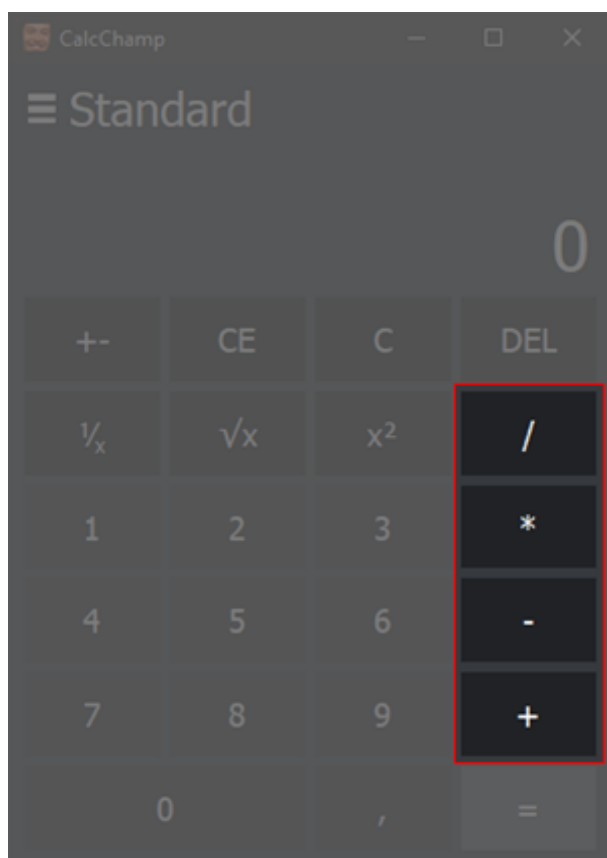 CalcChamp
Standard
0
+- CE C DEL
¹⁄ₓ √x x² /
1 2 3 *
4 5 6 -
7 8 9 +
0 , =